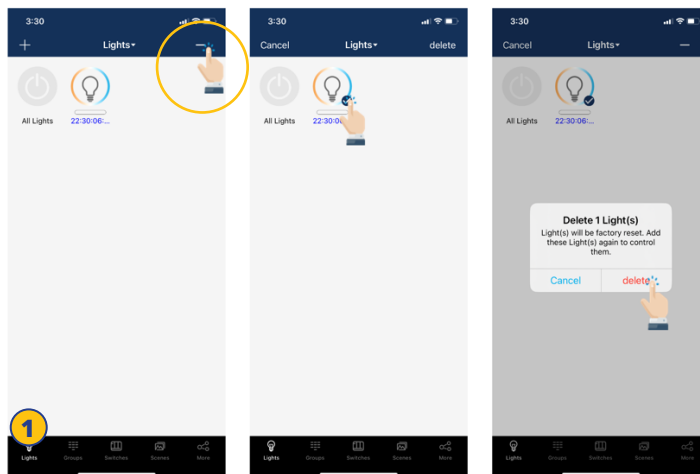 3:30
Lights
All Lights
22:30:06:...
1
Lights
Groups
Switches
Scenes
More
3:30
Cancel
Lights
delete
All Lights
22:30:0
Lights
Groups
Switches
Scenes
More
3:30
Cancel
Lights
All Lights
22:30:06:...
Delete 1 Light(s)
Light(s) will be factory reset. Add
these Light(s) again to control
them.
Cancel
delete
Lights
Groups
Switches
Scenes
More